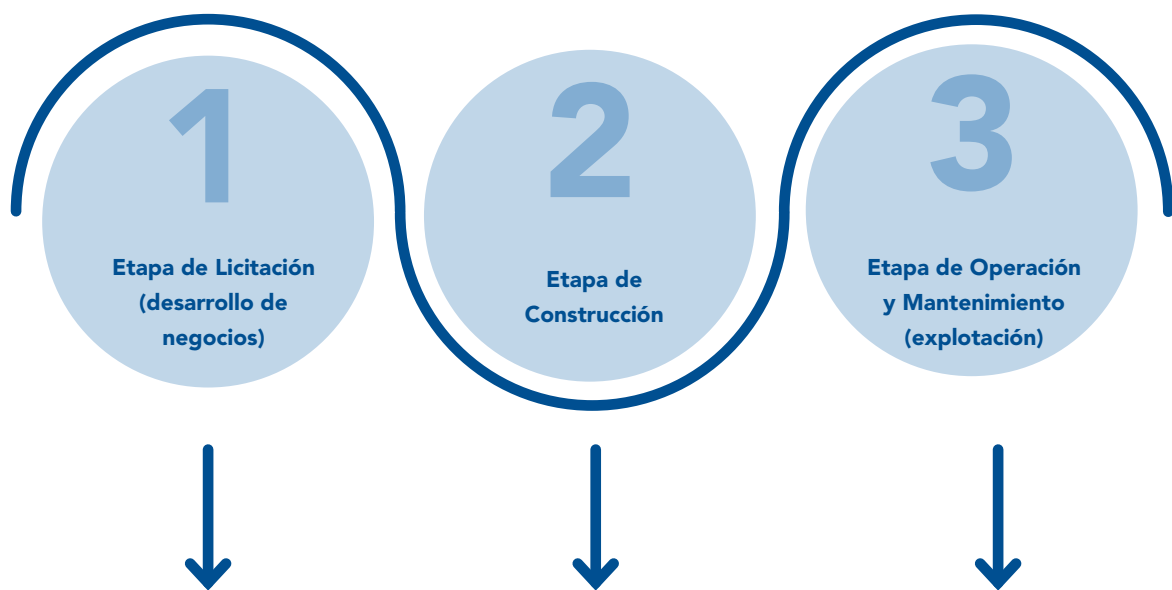 1
Etapa de Licitación
(desarrollo de
negocios)
2
Etapa de
Construcción
3
Etapa de Operación
y Mantenimiento
(explotación)